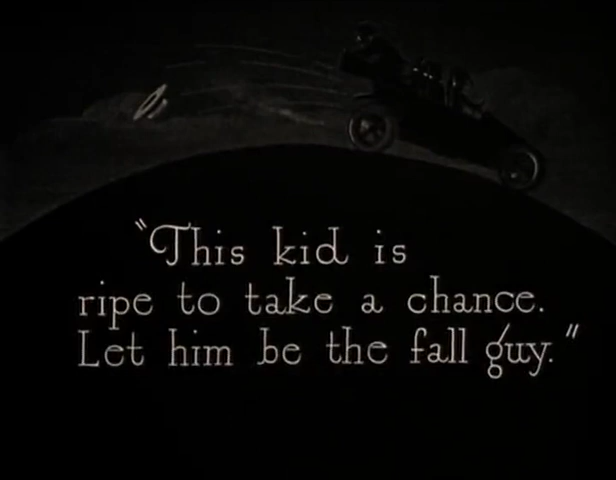 "This kid is
ripe to take a chance.
Let him be the fall guy."